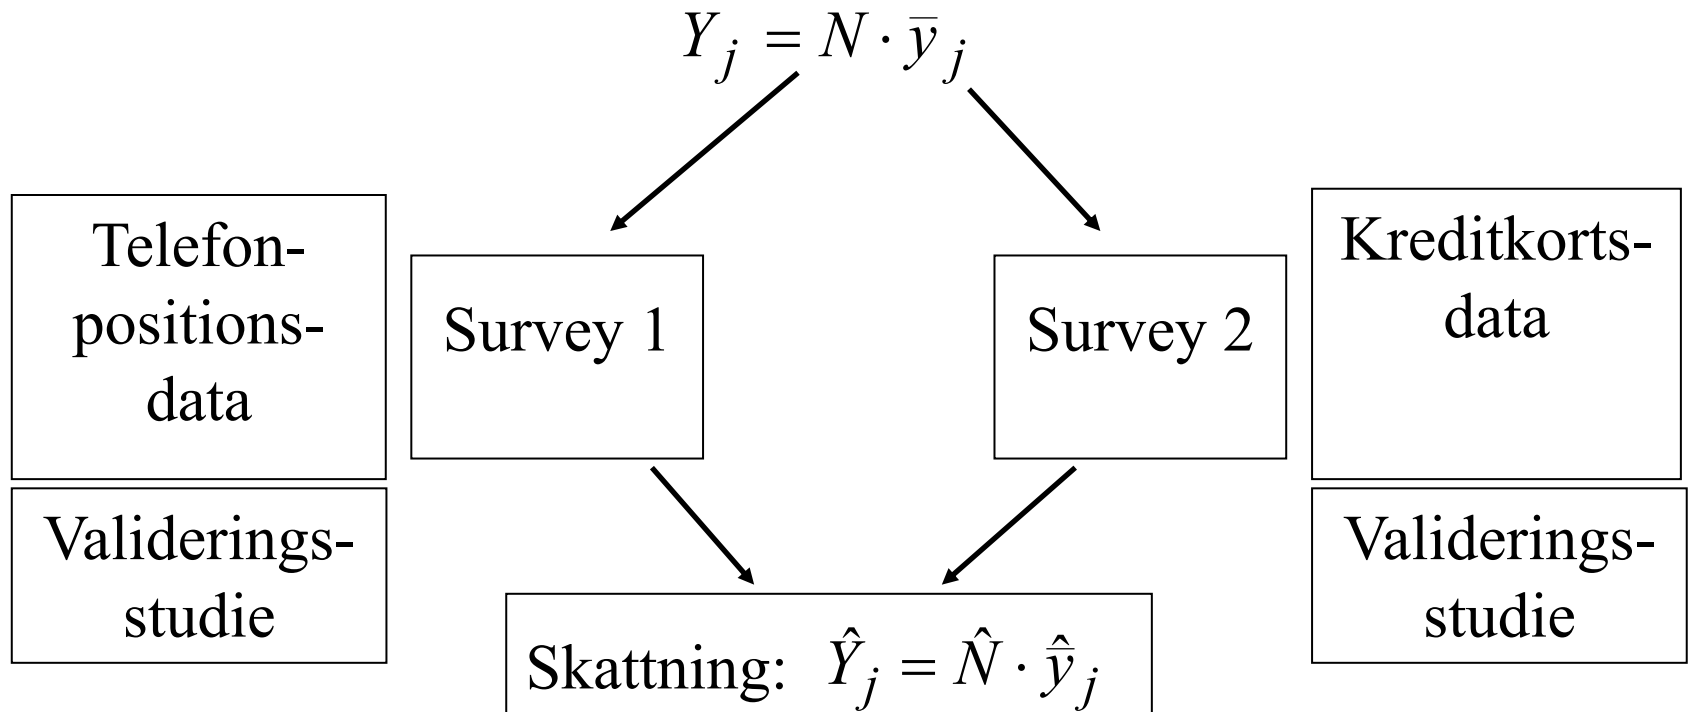 Y_j = N · ȳ_j
Telefon-
positions-
data
Survey 1
Survey 2
Kreditkorts-
data
Validerings-
studie
Validerings-
studie
Skattning: Ŷ_j = N̂ · ȳ̂_j